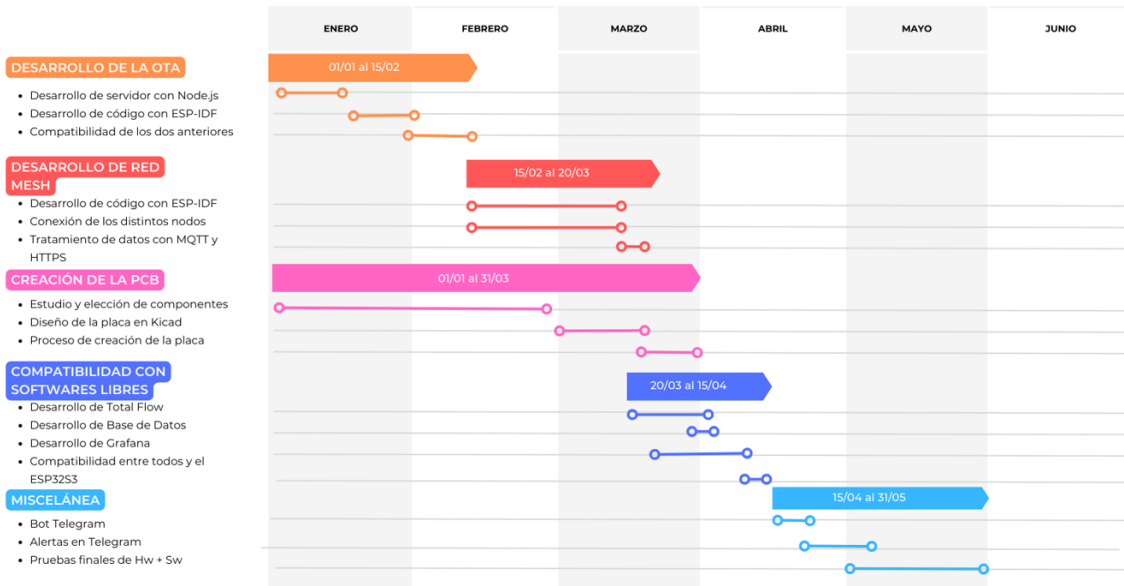 ENERO FEBRERO MARZO ABRIL MAYO JUNIO
DESARROLLO DE LA OTA
01/01 al 15/02
• Desarrollo de servidor con Node.js
• Desarrollo de código con ESP-IDF
• Compatibilidad de los dos anteriores
DESARROLLO DE RED
MESH
15/02 al 20/03
• Desarrollo de código con ESP-IDF
• Conexión de los distintos nodos
• Tratamiento de datos con MQTT y
HTTPS
CREACIÓN DE LA PCB
01/01 al 31/03
• Estudio y elección de componentes
• Diseño de la placa en Kicad
• Proceso de creación de la placa
COMPATIBILIDAD CON
SOFTWARES LIBRES
20/03 al 15/04
• Desarrollo de Total Flow
• Desarrollo de Base de Datos
• Desarrollo de Grafana
• Compatibilidad entre todos y el
ESP32S3
MISCELÁNEA
15/04 al 31/05
• Bot Telegram
• Alertas en Telegram
• Pruebas finales de Hw + Sw